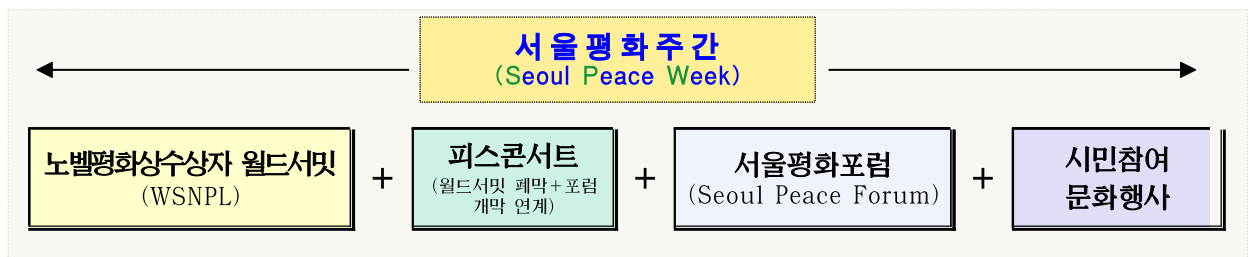 서울평화주간
(Seoul Peace Week)
노벨평화상수상자 월드서밋
(WSNPL)
+
피스콘서트
(월드서밋 폐막+포럼
개막 연계)
+
서울평화포럼
(Seoul Peace Forum)
+
시민참여
문화행사